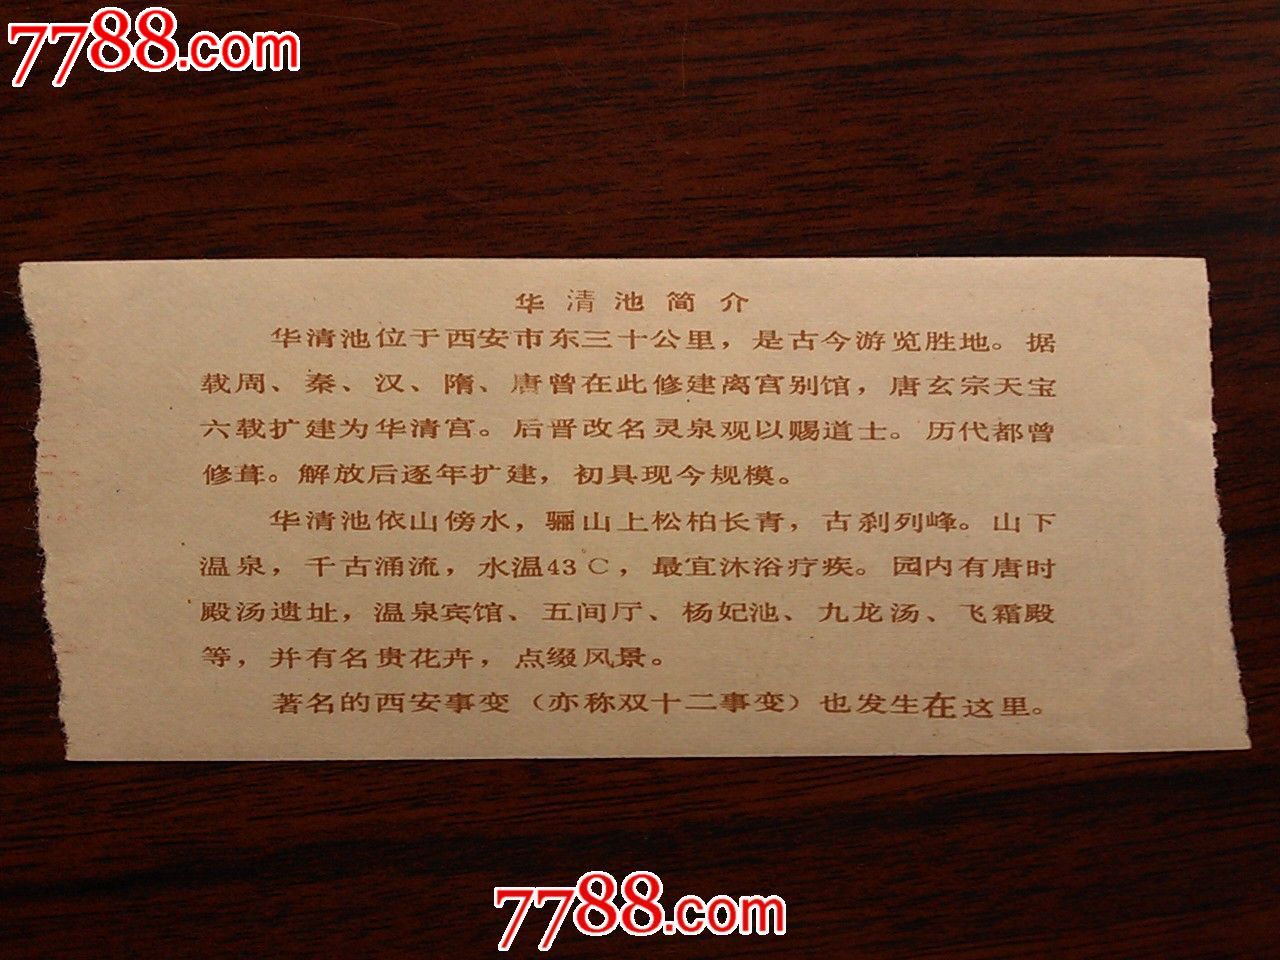 7788.com
华清池简介
华清池位于西安市东三十公里，是古今游览胜地。据
载周、秦、汉、隋、唐曾在此修建离宫别馆，唐玄宗天宝
六载扩建为华清宫。后晋改名灵泉观以赐道士。历代都曾
修葺。解放后逐年扩建，初具现今规模。
华清池依山傍水，骊山上松柏长青，古刹列峰。山下
温泉，千古涌流，水温43C，最宜沐浴疗疾。园内有唐时
殿汤遗址，温泉宾馆、五间厅、杨妃池、九龙汤、飞霜殿
等，并有名贵花卉，点缀风景。
著名的西安事变（亦称双十二事变）也发生在这里。
7788.com